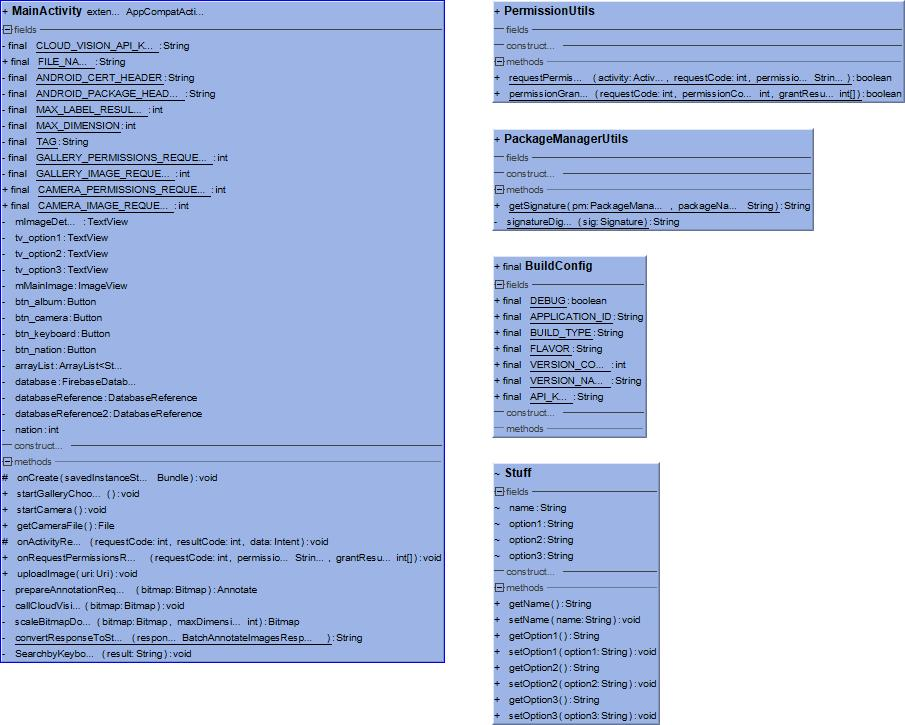 + MainActivity exten... AppCompatActi...
fields
- final CLOUD_VISION_API_K... : String
+ final FILE_NA... : String
- final ANDROID_CERT_HEADER : String
- final ANDROID_PACKAGE_HEAD... : String
- final MAX_LABEL_RESUL... : int
- final MAX_DIMENSION : int
- final TAG : String
- final GALLERY_PERMISSIONS_REQUE... : int
- final GALLERY_IMAGE_REQUE... : int
+ final CAMERA_PERMISSIONS_REQUE... : int
+ final CAMERA_IMAGE_REQUE... : int
- mImageDet... : TextView
- tv_option1 : TextView
- tv_option2 : TextView
- tv_option3 : TextView
- mMainImage : ImageView
- btn_album : Button
- btn_camera : Button
- btn_keyboard : Button
- btn_nation : Button
- arrayList : ArrayList<St...
- database : FirebaseDatab...
- databaseReference : DatabaseReference
- databaseReference2 : DatabaseReference
- nation : int
construct...
methods
# onCreate ( savedInstanceSt... Bundle ) : void
+ startGalleryChoo... ( ) : void
+ startCamera ( ) : void
+ getCameraFile ( ) : File
# onActivityRe... ( requestCode: int, resultCode: int, data: Intent ) : void
+ onRequestPermissionsR... ( requestCode: int, permissio... Strin... , grantResu... int[] ) : void
+ uploadImage ( uri: Uri ) : void
- prepareAnnotationReq... ( bitmap: Bitmap ) : Annotate
- callCloudVisi... ( bitmap: Bitmap ) : void
- scaleBitmapDo... ( bitmap: Bitmap, maxDimensi... int ) : Bitmap
- convertResponseToSt... ( respon... BatchAnnotateImagesResp... ) : String
- SearchbyKeybo... ( result: String ) : void
+ PermissionUtils
fields
construct...
methods
+ requestPermis... ( activity: Activ... , requestCode: int, permissio... Strin... ) : boolean
+ permissionGran... ( requestCode: int, permissionCo... int, grantResu... int[] ) : boolean
+ PackageManagerUtils
fields
construct...
methods
+ getSignature ( pm: PackageMana... , packageNa... String ) : String
- signatureDig... ( sig: Signature ) : String
+ final BuildConfig
fields
+ final DEBUG : boolean
+ final APPLICATION_ID : String
+ final BUILD_TYPE : String
+ final FLAVOR : String
+ final VERSION_CO... : int
+ final VERSION_NA... : String
+ final API_K... : String
construct...
methods
~ Stuff
fields
~ name : String
~ option1 : String
~ option2 : String
~ option3 : String
construct...
methods
+ getName ( ) : String
+ setName ( name: String ) : void
+ getOption1 ( ) : String
+ setOption1 ( option1: String ) : void
+ getOption2 ( ) : String
+ setOption2 ( option2: String ) : void
+ getOption3 ( ) : String
+ setOption3 ( option3: String ) : void